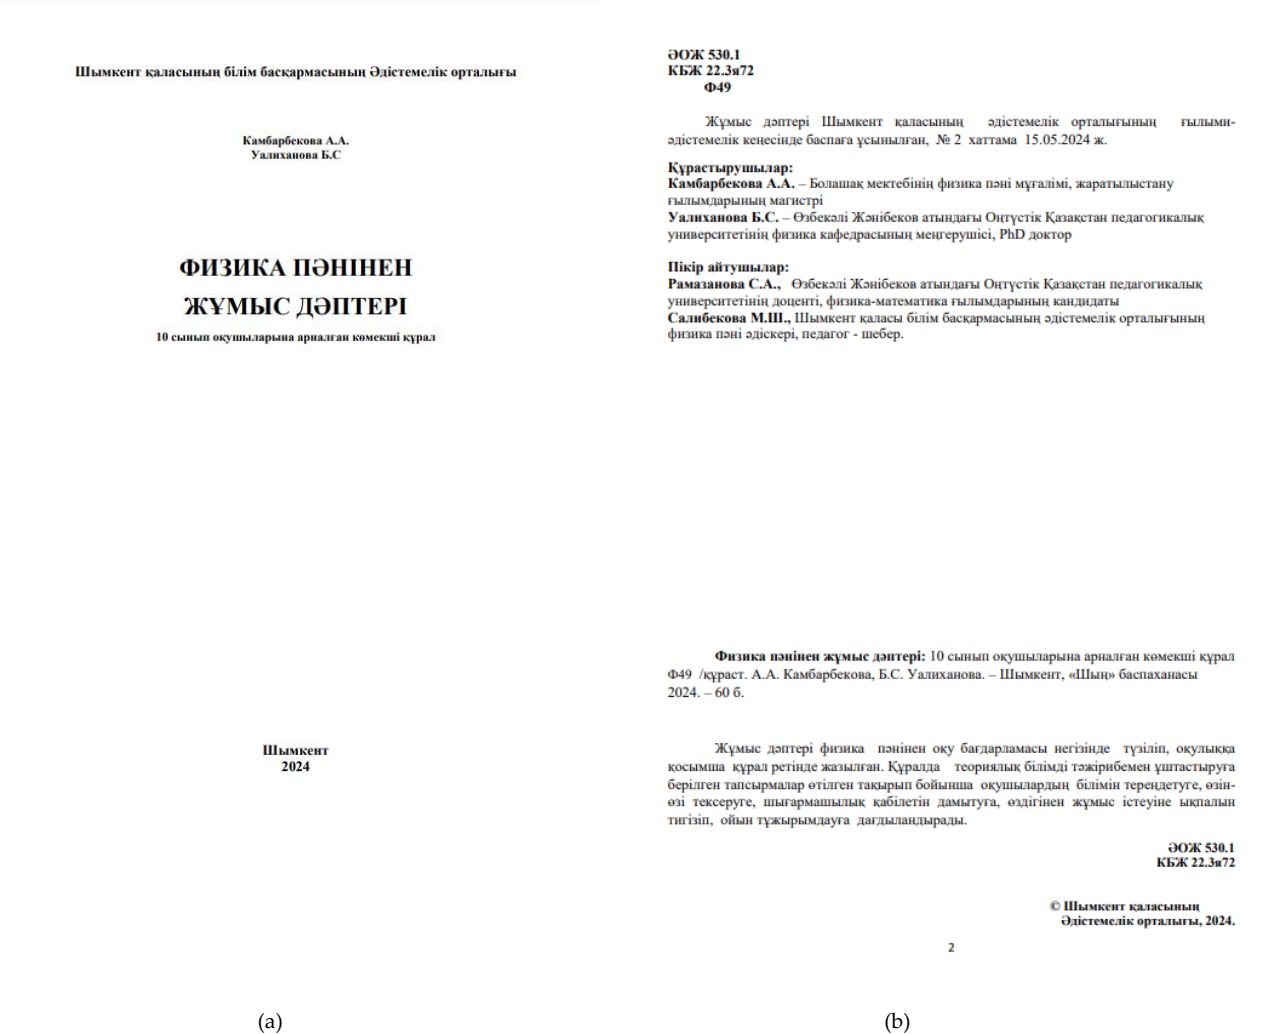 Шымкент қаласының білім басқармасының Әдістемелік орталығы
Камбарбекова А.А.
Уалиханова Б.С
ФИЗИКА ПӘНІНЕН
ЖҰМЫС ДӘПТЕРІ
10 сынып оқушыларына арналған көмекші құрал
Шымкент
2024
(a)
ӘОЖ 530.1
КБЖ 22.3я72
Ф49
Жұмыс дәптері Шымкент қаласының әдістемелік орталығының ғылыми-
әдістемелік кеңесінде баспаға ұсынылған, № 2 хаттама 15.05.2024 ж.
Құрастырушылар:
Камбарбекова А.А. – Болашақ мектебінің физика пәні мұғалімі, жаратылыстану
ғылымдарының магистрі
Уалиханова Б.С. – Өзбекәлі Жәнібеков атындағы Оңтүстік Қазақстан педагогикалық
университетінің физика кафедрасының меңгерушісі, PhD доктор
Пікір айтушылар:
Рамазанова С.А., Өзбекәлі Жәнібеков атындағы Оңтүстік Қазақстан педагогикалық
университетінің доценті, физика-математика ғылымдарының кандидаты
Салибекова М.Ш., Шымкент қаласы білім басқармасының әдістемелік орталығының
физика пәні әдіскері, педагог - шебер.
Физика пәнінен жұмыс дәптері: 10 сынып оқушыларына арналған көмекші құрал
Ф49 /құраст. А.А. Камбарбекова, Б.С. Уалиханова. – Шымкент, «Шың» баспаханасы
2024. – 60 б.
Жұмыс дәптері физика пәнінен оқу бағдарламасы негізінде түзіліп, оқулыққа
қосымша құрал ретінде жазылған. Құралда теориялық білімді тәжірибемен ұштастыруға
берілген тапсырмалар өтілген тақырып бойынша оқушылардың білімін тереңдетуге, өзін-
өзі тексеруге, шығармашылық қабілетін дамытуға, өздігінен жұмыс істеуіне ықпалын
тигізіп, ойын тұжырымдауға дағдыландырады.
ӘОЖ 530.1
КБЖ 22.3я72
© Шымкент қаласының
Әдістемелік орталығы, 2024.
2
(b)